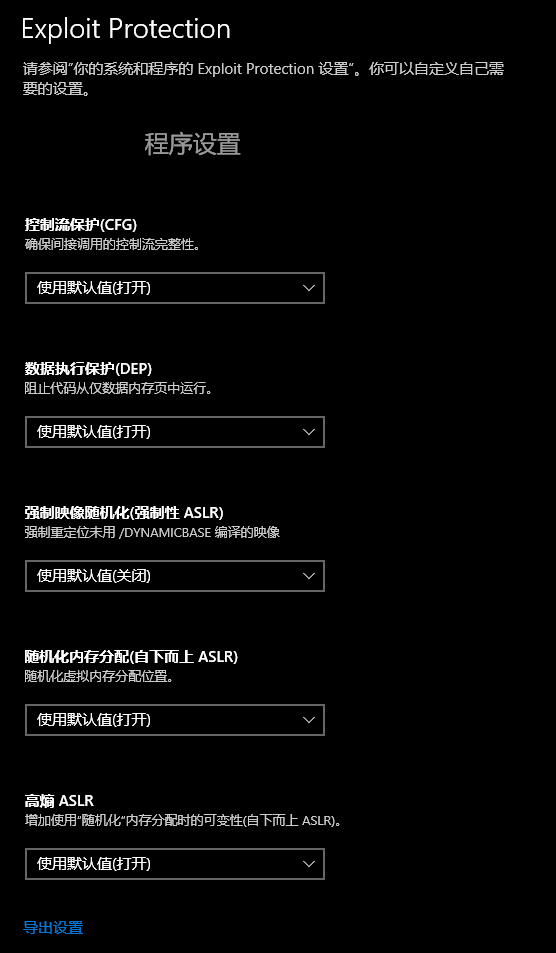 Exploit Protection
请参阅"你的系统和程序的 Exploit Protection 设置"。你可以自定义自己需
要的设置。
程序设置
控制流保护(CFG)
确保间接调用的控制流完整性。
使用默认值(打开)
数据执行保护(DEP)
阻止代码从仅数据内存页中运行。
使用默认值(打开)
强制映像随机化(强制性 ASLR)
强制重定位未用 /DYNAMICBASE 编译的映像
使用默认值(关闭)
随机化内存分配(自下而上 ASLR)
随机化虚拟内存分配位置。
使用默认值(打开)
高熵 ASLR
增加使用"随机化"内存分配时的可变性(自下而上 ASLR)。
使用默认值(打开)
导出设置